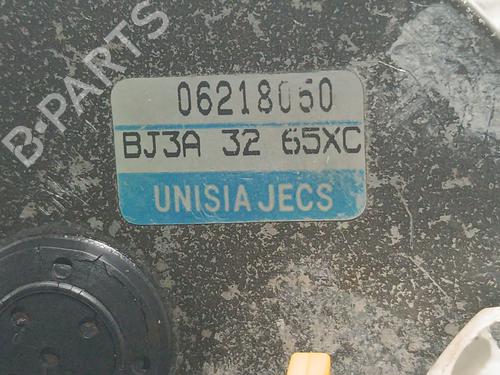 B-PARTS
06218060
BJ3A 32 65XC
UNISIA JECS